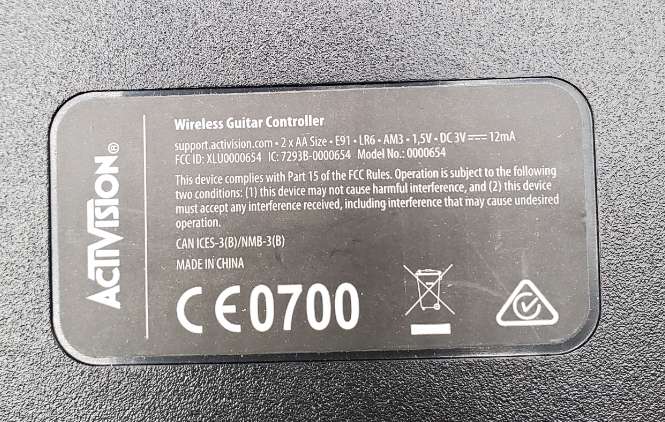 ACTIVISION®
Wireless Guitar Controller
support.activision.com • 2 x AA Size • E91 • LR6 • AM3 • 1,5V • DC 3V ⎓ 12mA
FCC ID: XLU0000654 IC: 7293B-0000654 Model No.: 0000654
This device complies with Part 15 of the FCC Rules. Operation is subject to the following
two conditions: (1) this device may not cause harmful interference, and (2) this device
must accept any interference received, including interference that may cause undesired
operation.
CAN ICES-3(B)/NMB-3(B)
MADE IN CHINA
CE0700